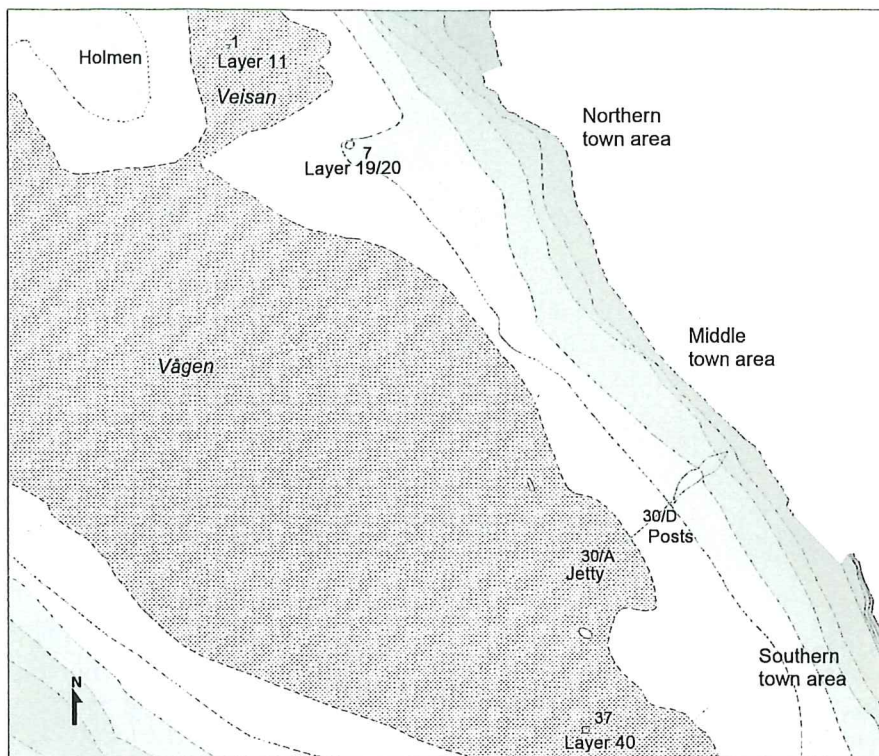 Holmen
1
Layer 11
Veisan
Northern
town area
7
Layer 19/20
Vågen
Middle
town area
30/D
Posts
30/A
Jetty
Southern
town area
N
37
Layer 40